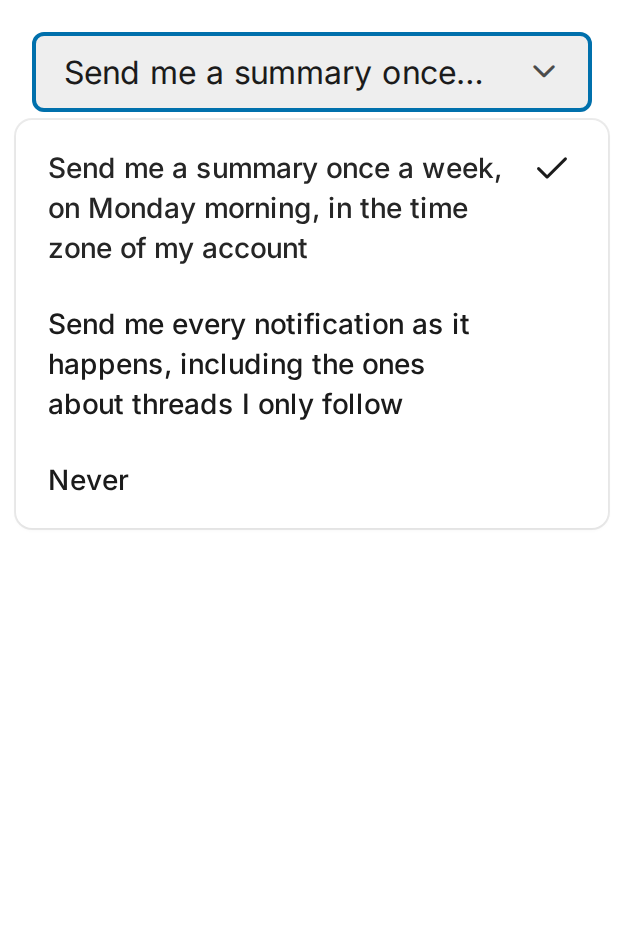 Send me a summary once...
Send me a summary once a week,
on Monday morning, in the time
zone of my account
Send me every notification as it
happens, including the ones
about threads I only follow
Never